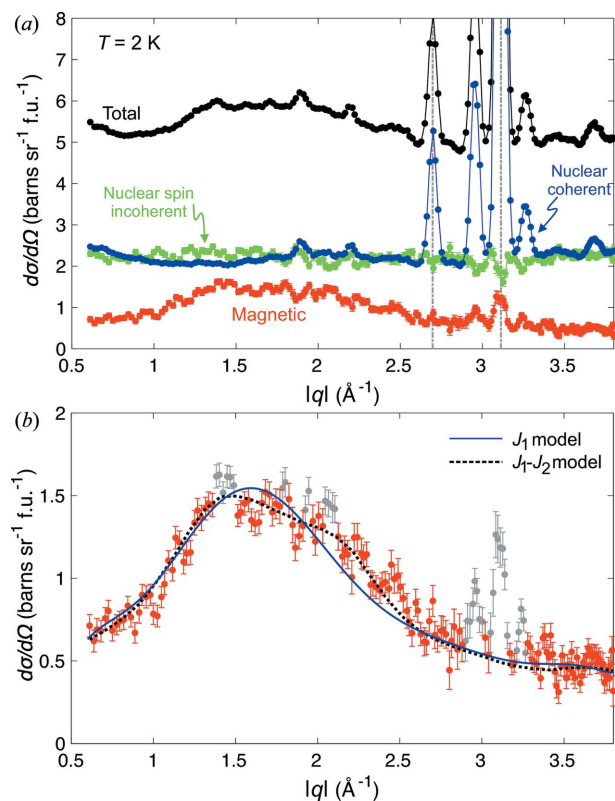 (a)
8
7
6
5
4
3
2
1
0
dσ/dΩ (barns sr⁻¹ f.u.⁻¹)
T = 2 K
Total
Nuclear spin
incoherent
Nuclear
coherent
Magnetic
0.5 1 1.5 2 2.5 3 3.5
|q| (Å⁻¹)
(b)
2
1.5
1
0.5
0
dσ/dΩ (barns sr⁻¹ f.u.⁻¹)
J₁ model
J₁-J₂ model
0.5 1 1.5 2 2.5 3 3.5
|q| (Å⁻¹)